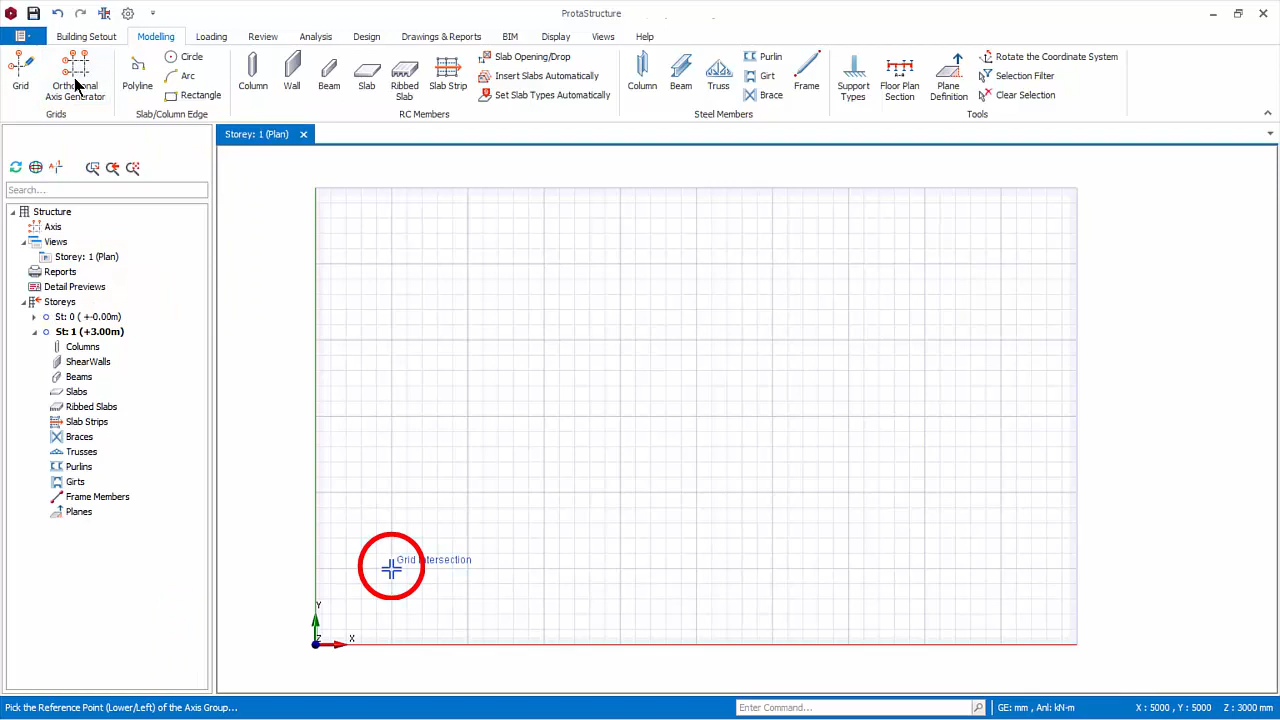 ProtaStructure
Building Setout
Modelling
Loading
Review
Analysis
Design
Drawings & Reports
BIM
Display
Views
Help
Grid
Orthogonal
Axis Generator
Polyline
Circle
Arc
Rectangle
Column
Wall
Beam
Slab
Ribbed
Slab
Slab Strip
Slab Opening/Drop
Insert Slabs Automatically
Set Slab Types Automatically
Column
Beam
Truss
Purlin
Girt
Brace
Frame
Support
Types
Floor Plan
Section
Plane
Definition
Rotate the Coordinate System
Selection Filter
Clear Selection
Grids
Slab/Column Edge
RC Members
Steel Members
Tools
Storey: 1 (Plan)
Search...
Structure
Axis
Views
Storey: 1 (Plan)
Reports
Detail Previews
Storeys
St: 0 ( +-0.00m)
St: 1 (+3.00m)
Columns
ShearWalls
Beams
Slabs
Ribbed Slabs
Slab Strips
Braces
Trusses
Purlins
Girts
Frame Members
Planes
Grid Intersection
Y
Z
X
Pick the Reference Point (Lower/Left) of the Axis Group...
Enter Command...
GE: mm , Anl: kN-m
X : 5000 , Y : 5000
Z : 3000 mm